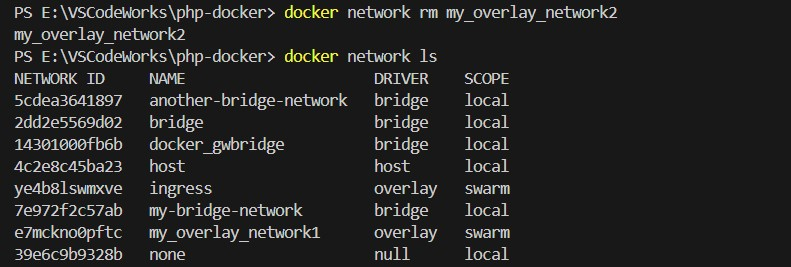 PS E:\VSCodeWorks\php-docker> docker network rm my_overlay_network2
my_overlay_network2
PS E:\VSCodeWorks\php-docker> docker network ls
NETWORK ID     NAME                     DRIVER    SCOPE
5cdea3641897   another-bridge-network   bridge    local
2dd2e5569d02   bridge                   bridge    local
14301000fb6b   docker_gwbridge          bridge    local
4c2e8c45ba23   host                     host      local
ye4b8lswmxve   ingress                  overlay   swarm
7e972f2c57ab   my-bridge-network        bridge    local
e7mckno0pftc   my_overlay_network1      overlay   swarm
39e6c9b9328b   none                     null      local